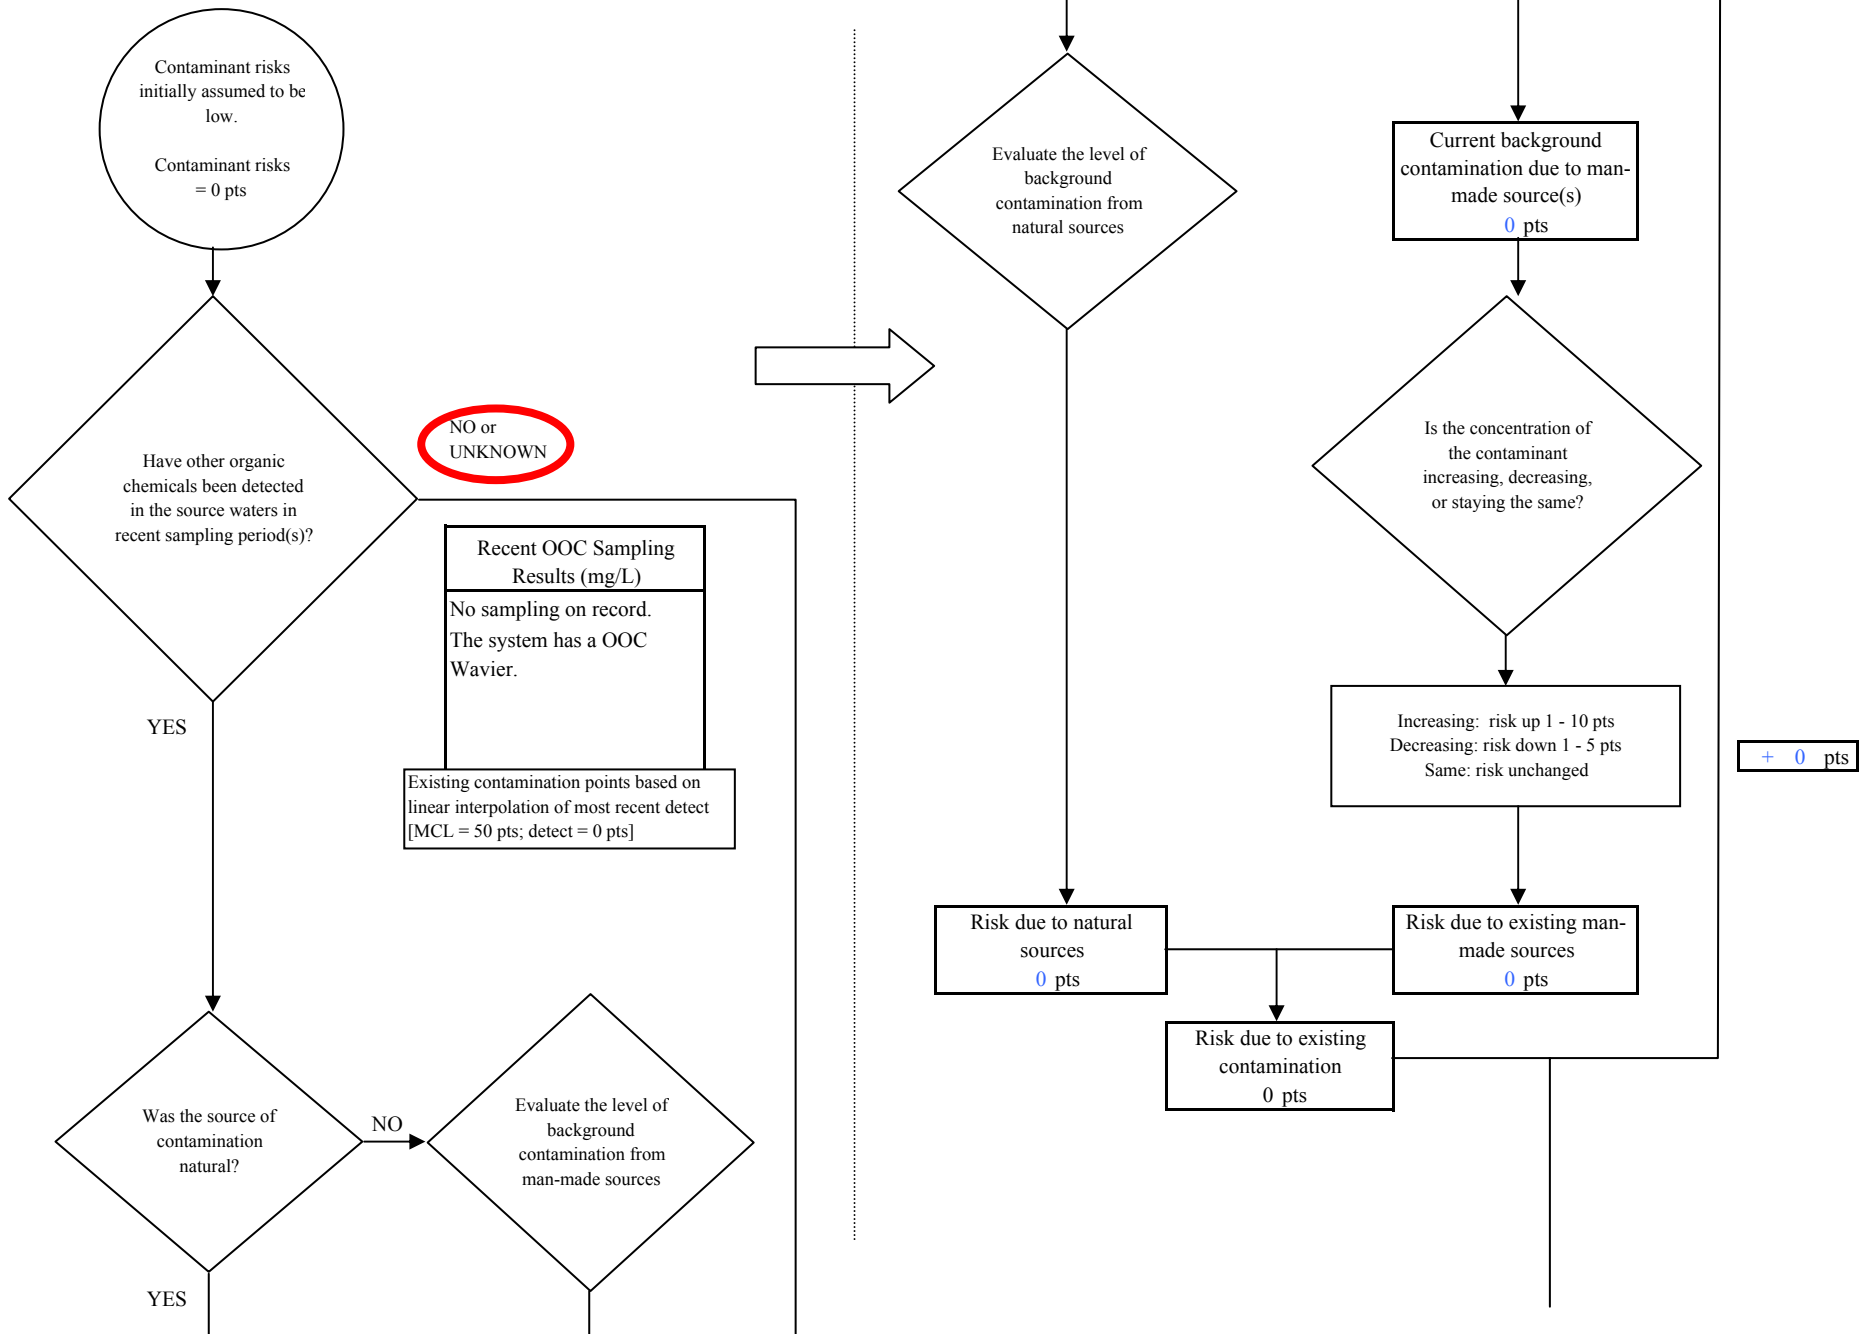 Contaminant risks
initially assumed to be
low.
Contaminant risks
= 0 pts
Have other organic
chemicals been detected
in the source waters in
recent sampling period(s)?
NO or
UNKNOWN
Recent OOC Sampling
Results (mg/L)
No sampling on record.
The system has a OOC
Wavier.
Existing contamination points based on
linear interpolation of most recent detect
[MCL = 50 pts; detect = 0 pts]
YES
Was the source of
contamination
natural?
NO
Evaluate the level of
background
contamination from
man-made sources
YES
Evaluate the level of
background
contamination from
natural sources
Current background
contamination due to man-
made source(s)
0 pts
Is the concentration of
the contaminant
increasing, decreasing,
or staying the same?
Increasing: risk up 1 - 10 pts
Decreasing: risk down 1 - 5 pts
Same: risk unchanged
+ 0 pts
Risk due to natural
sources
0 pts
Risk due to existing man-
made sources
0 pts
Risk due to existing
contamination
0 pts